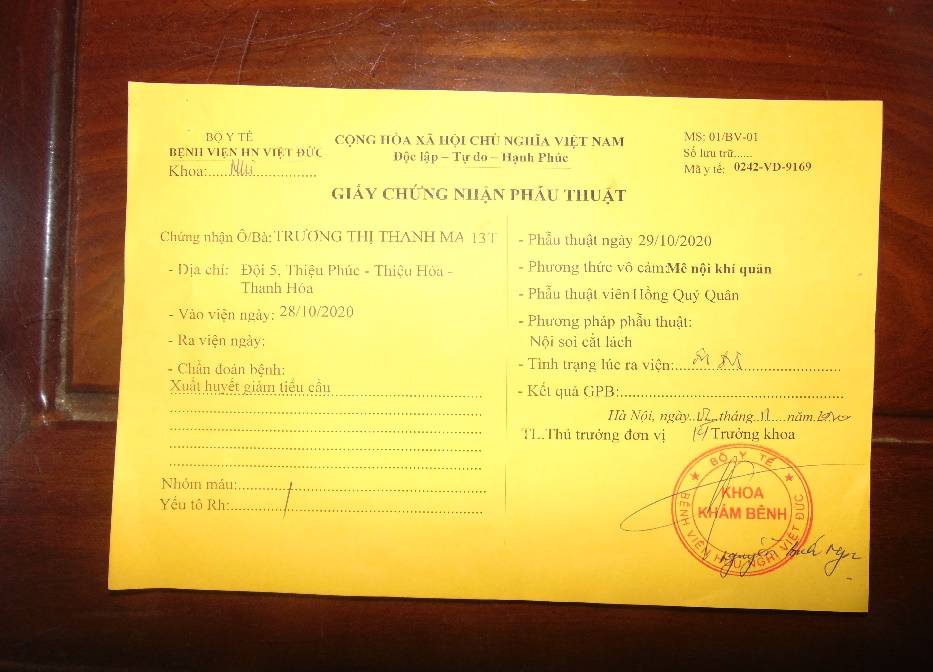 BỘ Y TẾ
BỆNH VIỆN HN VIỆT ĐỨC
Khoa:..... Nhi ................
CỘNG HÒA XÃ HỘI CHỦ NGHĨA VIỆT NAM
Độc lập – Tự do – Hạnh Phúc
MS: 01/BV-01
Số lưu trữ......
Mã y tế: 0242-VD-9169
GIẤY CHỨNG NHẬN PHẪU THUẬT
Chứng nhận Ô/Bà: TRƯƠNG THỊ THANH MA 13T
- Địa chỉ: Đội 5, Thiệu Phúc - Thiệu Hóa -
Thanh Hóa
- Vào viện ngày: 28/10/2020
- Ra viện ngày:
- Chẩn đoán bệnh:
Xuất huyết giảm tiểu cầu
Nhóm máu:
Yếu tố Rh:
- Phẫu thuật ngày 29/10/2020
- Phương thức vô cảm:Mê nội khí quản
- Phẫu thuật viên Hồng Quý Quân
- Phương pháp phẫu thuật:
Nội soi cắt lách
- Tình trạng lúc ra viện:
- Kết quả GPB:
Hà Nội, ngày.....tháng.....năm
TL.Thủ trưởng đơn vị
Trưởng khoa
BỘ Y TẾ
KHOA
KHÁM BỆNH
BỆNH VIỆN HỮU NGHỊ VIỆT ĐỨC